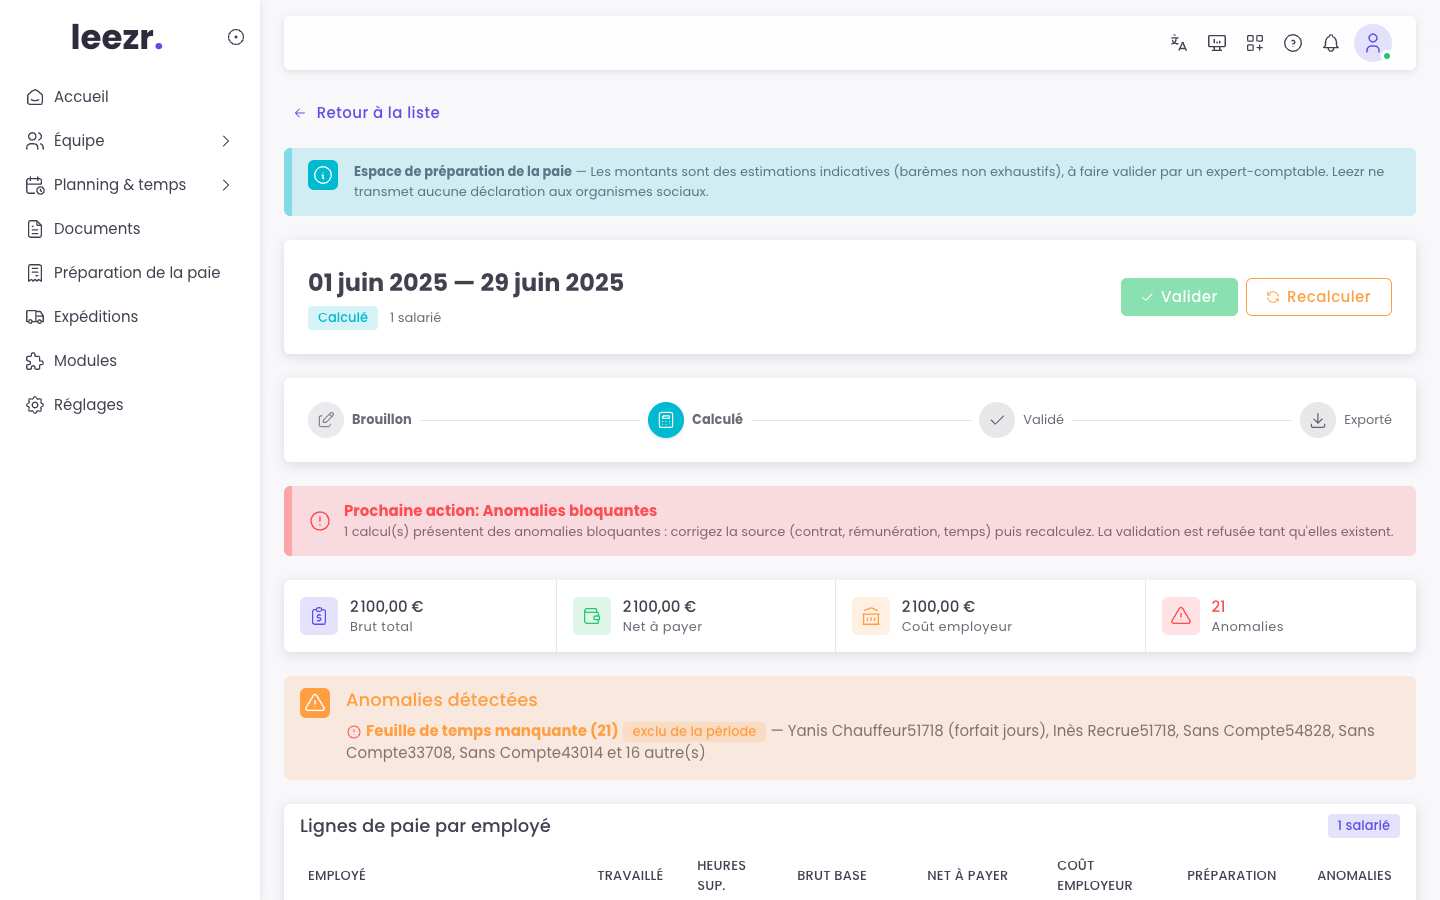 leezr.
Accueil
Équipe
Planning & temps
Documents
Préparation de la paie
Expéditions
Modules
Réglages
Retour à la liste
Espace de préparation de la paie — Les montants sont des estimations indicatives (barèmes non exhaustifs), à faire valider par un expert-comptable. Leezr ne
transmet aucune déclaration aux organismes sociaux.
01 juin 2025 — 29 juin 2025
Calculé 1 salarié
Valider
Recalculer
Brouillon
Calculé
Validé
Exporté
Prochaine action: Anomalies bloquantes
1 calcul(s) présentent des anomalies bloquantes : corrigez la source (contrat, rémunération, temps) puis recalculez. La validation est refusée tant qu'elles existent.
2 100,00 €
Brut total
2 100,00 €
Net à payer
2 100,00 €
Coût employeur
21
Anomalies
Anomalies détectées
Feuille de temps manquante (21) exclu de la période — Yanis Chauffeur51718 (forfait jours), Inès Recrue51718, Sans Compte54828, Sans
Compte33708, Sans Compte43014 et 16 autre(s)
Lignes de paie par employé
1 salarié
EMPLOYÉ
TRAVAILLÉ
HEURES
SUP.
BRUT BASE
NET À PAYER
COÛT
EMPLOYEUR
PRÉPARATION
ANOMALIES